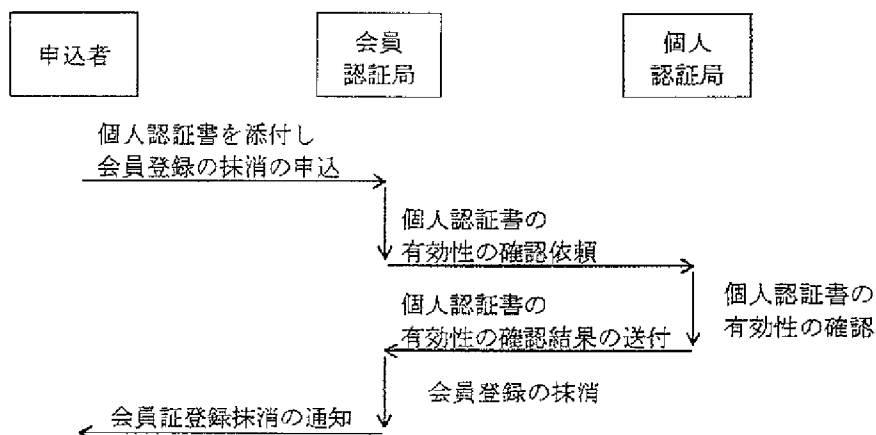 申込者
会員
認証局
個人
認証局
個人認証書を添付し
会員登録の抹消の申込
個人認証書の
有効性の確認依頼
個人認証書の
有効性の確認
個人認証書の
有効性の確認結果の送付
会員登録の抹消
会員証登録抹消の通知